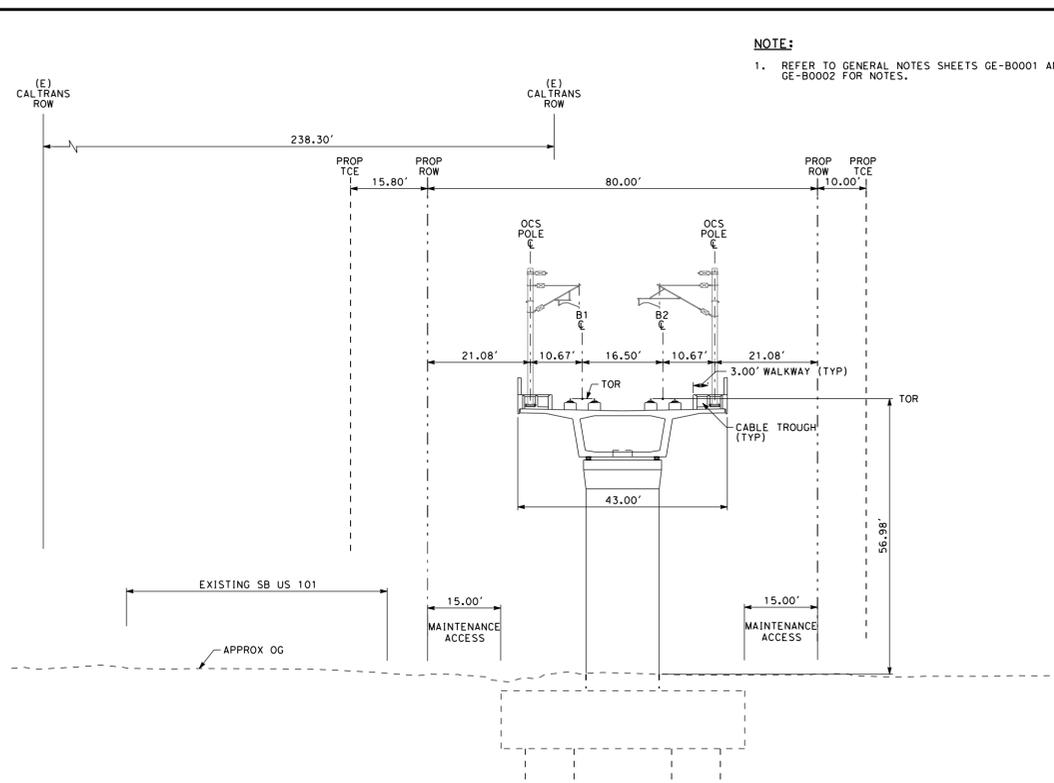 NOTE:
1. REFER TO GENERAL NOTES SHEETS GE-B0001
GE-B0002 FOR NOTES.
(E)
CALTRANS
ROW
(E)
CALTRANS
ROW
238.30′
PROP
TCE
PROP
ROW
PROP
ROW
PROP
TCE
15.80′
80.00′
10.00′
OCS
POLE
℄
OCS
POLE
℄
B1
℄
B2
℄
21.08′
10.67′
16.50′
10.67′
21.08′
3.00′ WALKWAY (TYP)
TOR
TOR
CABLE TROUGH
(TYP)
43.00′
56.98′
EXISTING SB US 101
15.00′
15.00′
MAINTENANCE
ACCESS
MAINTENANCE
ACCESS
APPROX OG